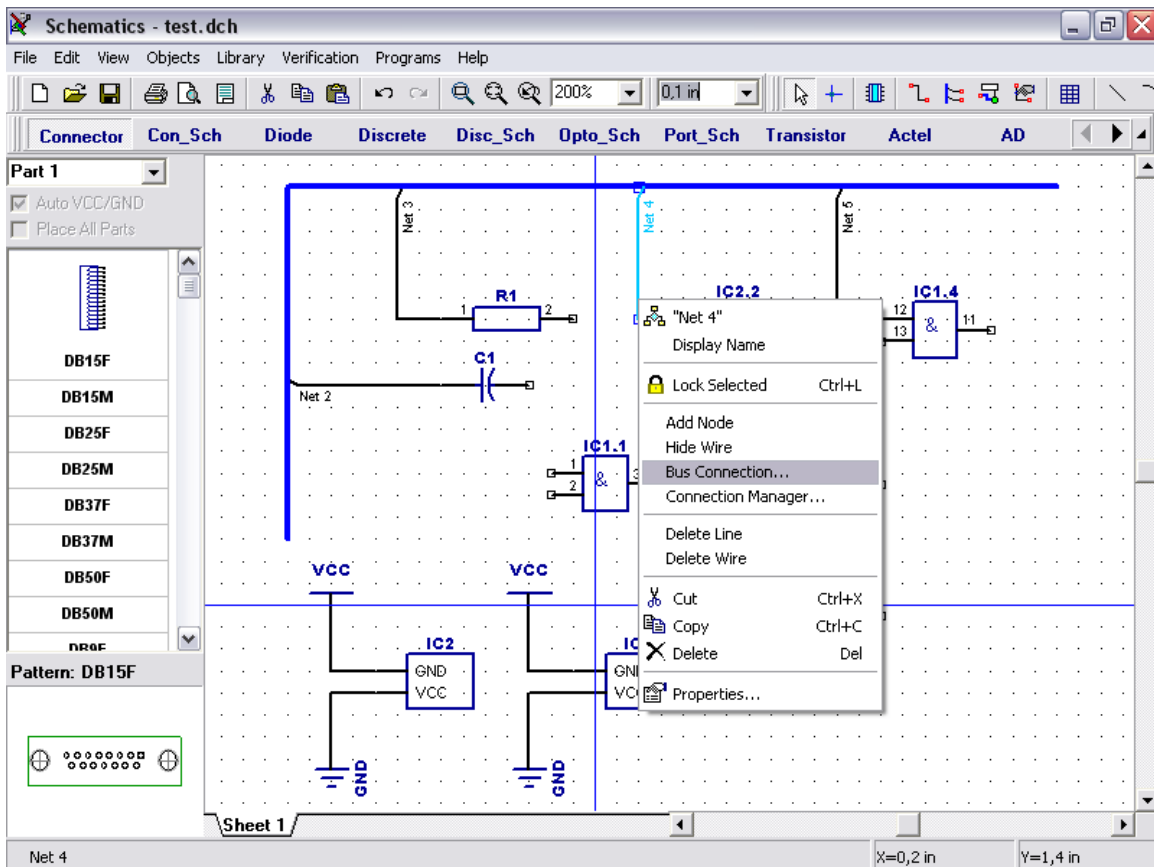 Schematics - test.dch
File Edit View Objects Library Verification Programs Help
200% 0,1 in
Connector Con_Sch Diode Discrete Disc_Sch Opto_Sch Port_Sch Transistor Actel AD
Part 1
Auto VCC/GND
Place All Parts
DB15F
DB15M
DB25F
DB25M
DB37F
DB37M
DB50F
DB50M
DB9F
Pattern: DB15F
Net 3
Net 4
Net 5
R1
1 2
IC2.2
IC1.4
12
13
&
11
C1
Net 2
IC1.1
1
2
&
3
VCC
VCC
IC2
GND
VCC
GND
GND
VCC
GND
"Net 4"
Display Name
Lock Selected Ctrl+L
Add Node
Hide Wire
Bus Connection...
Connection Manager...
Delete Line
Delete Wire
Cut Ctrl+X
Copy Ctrl+C
Delete Del
Properties...
Sheet 1
Net 4 X=0,2 in Y=1,4 in